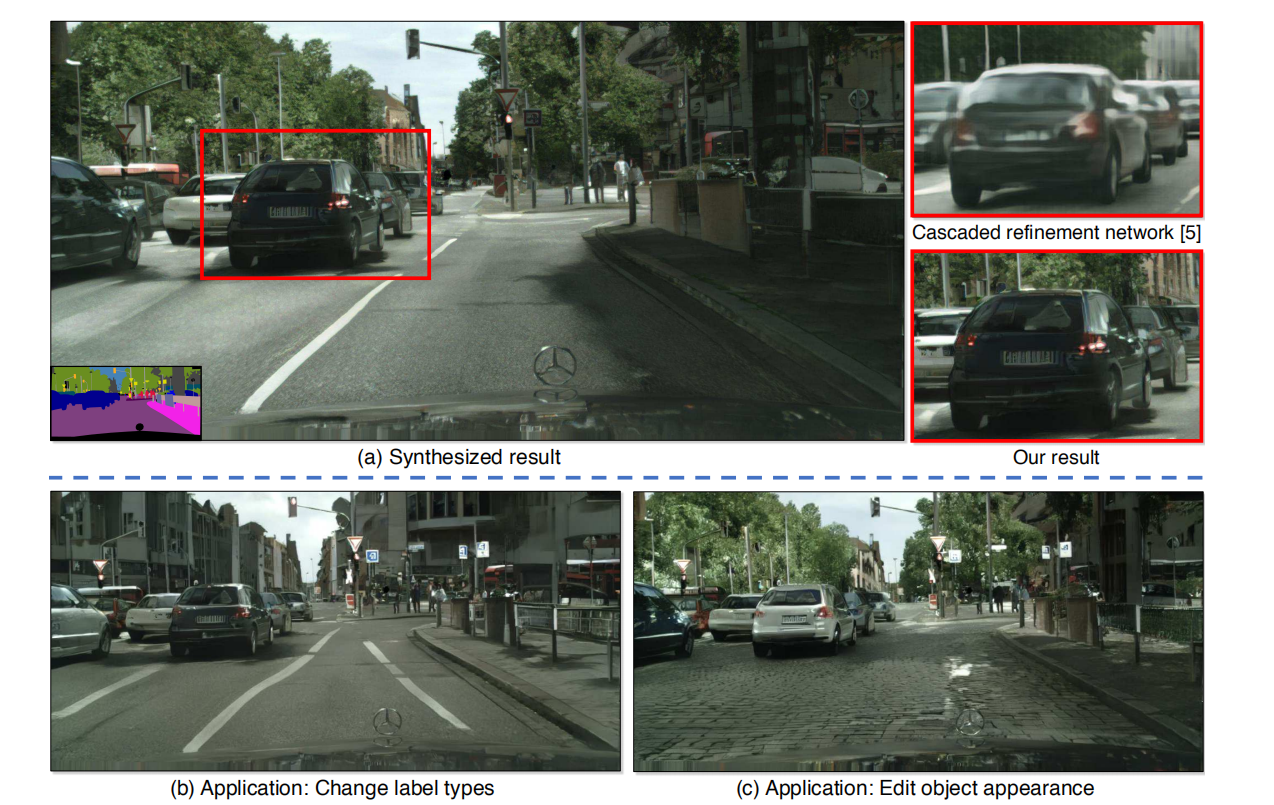 Cascaded refinement network [5]
(a) Synthesized result
Our result
(b) Application: Change label types
(c) Application: Edit object appearance